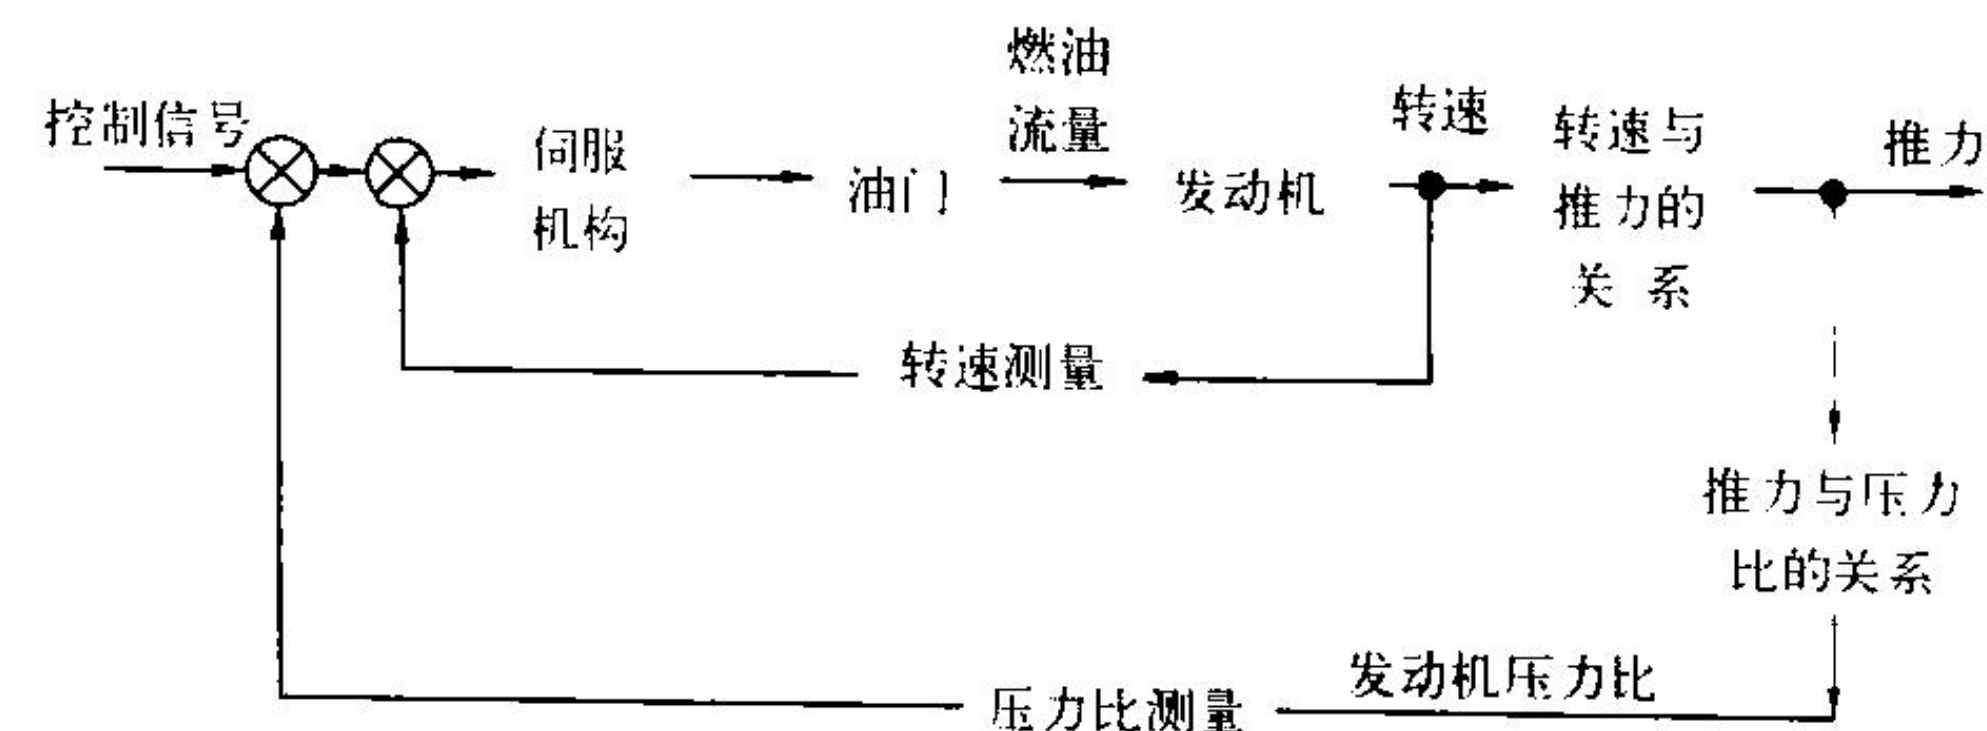 控制信号
伺服
机构
油门
燃油
流量
发动机
转速
转速与
推力的
关系
推力
转速测量
推力与压力
比的关系
发动机压力比
压力比测量